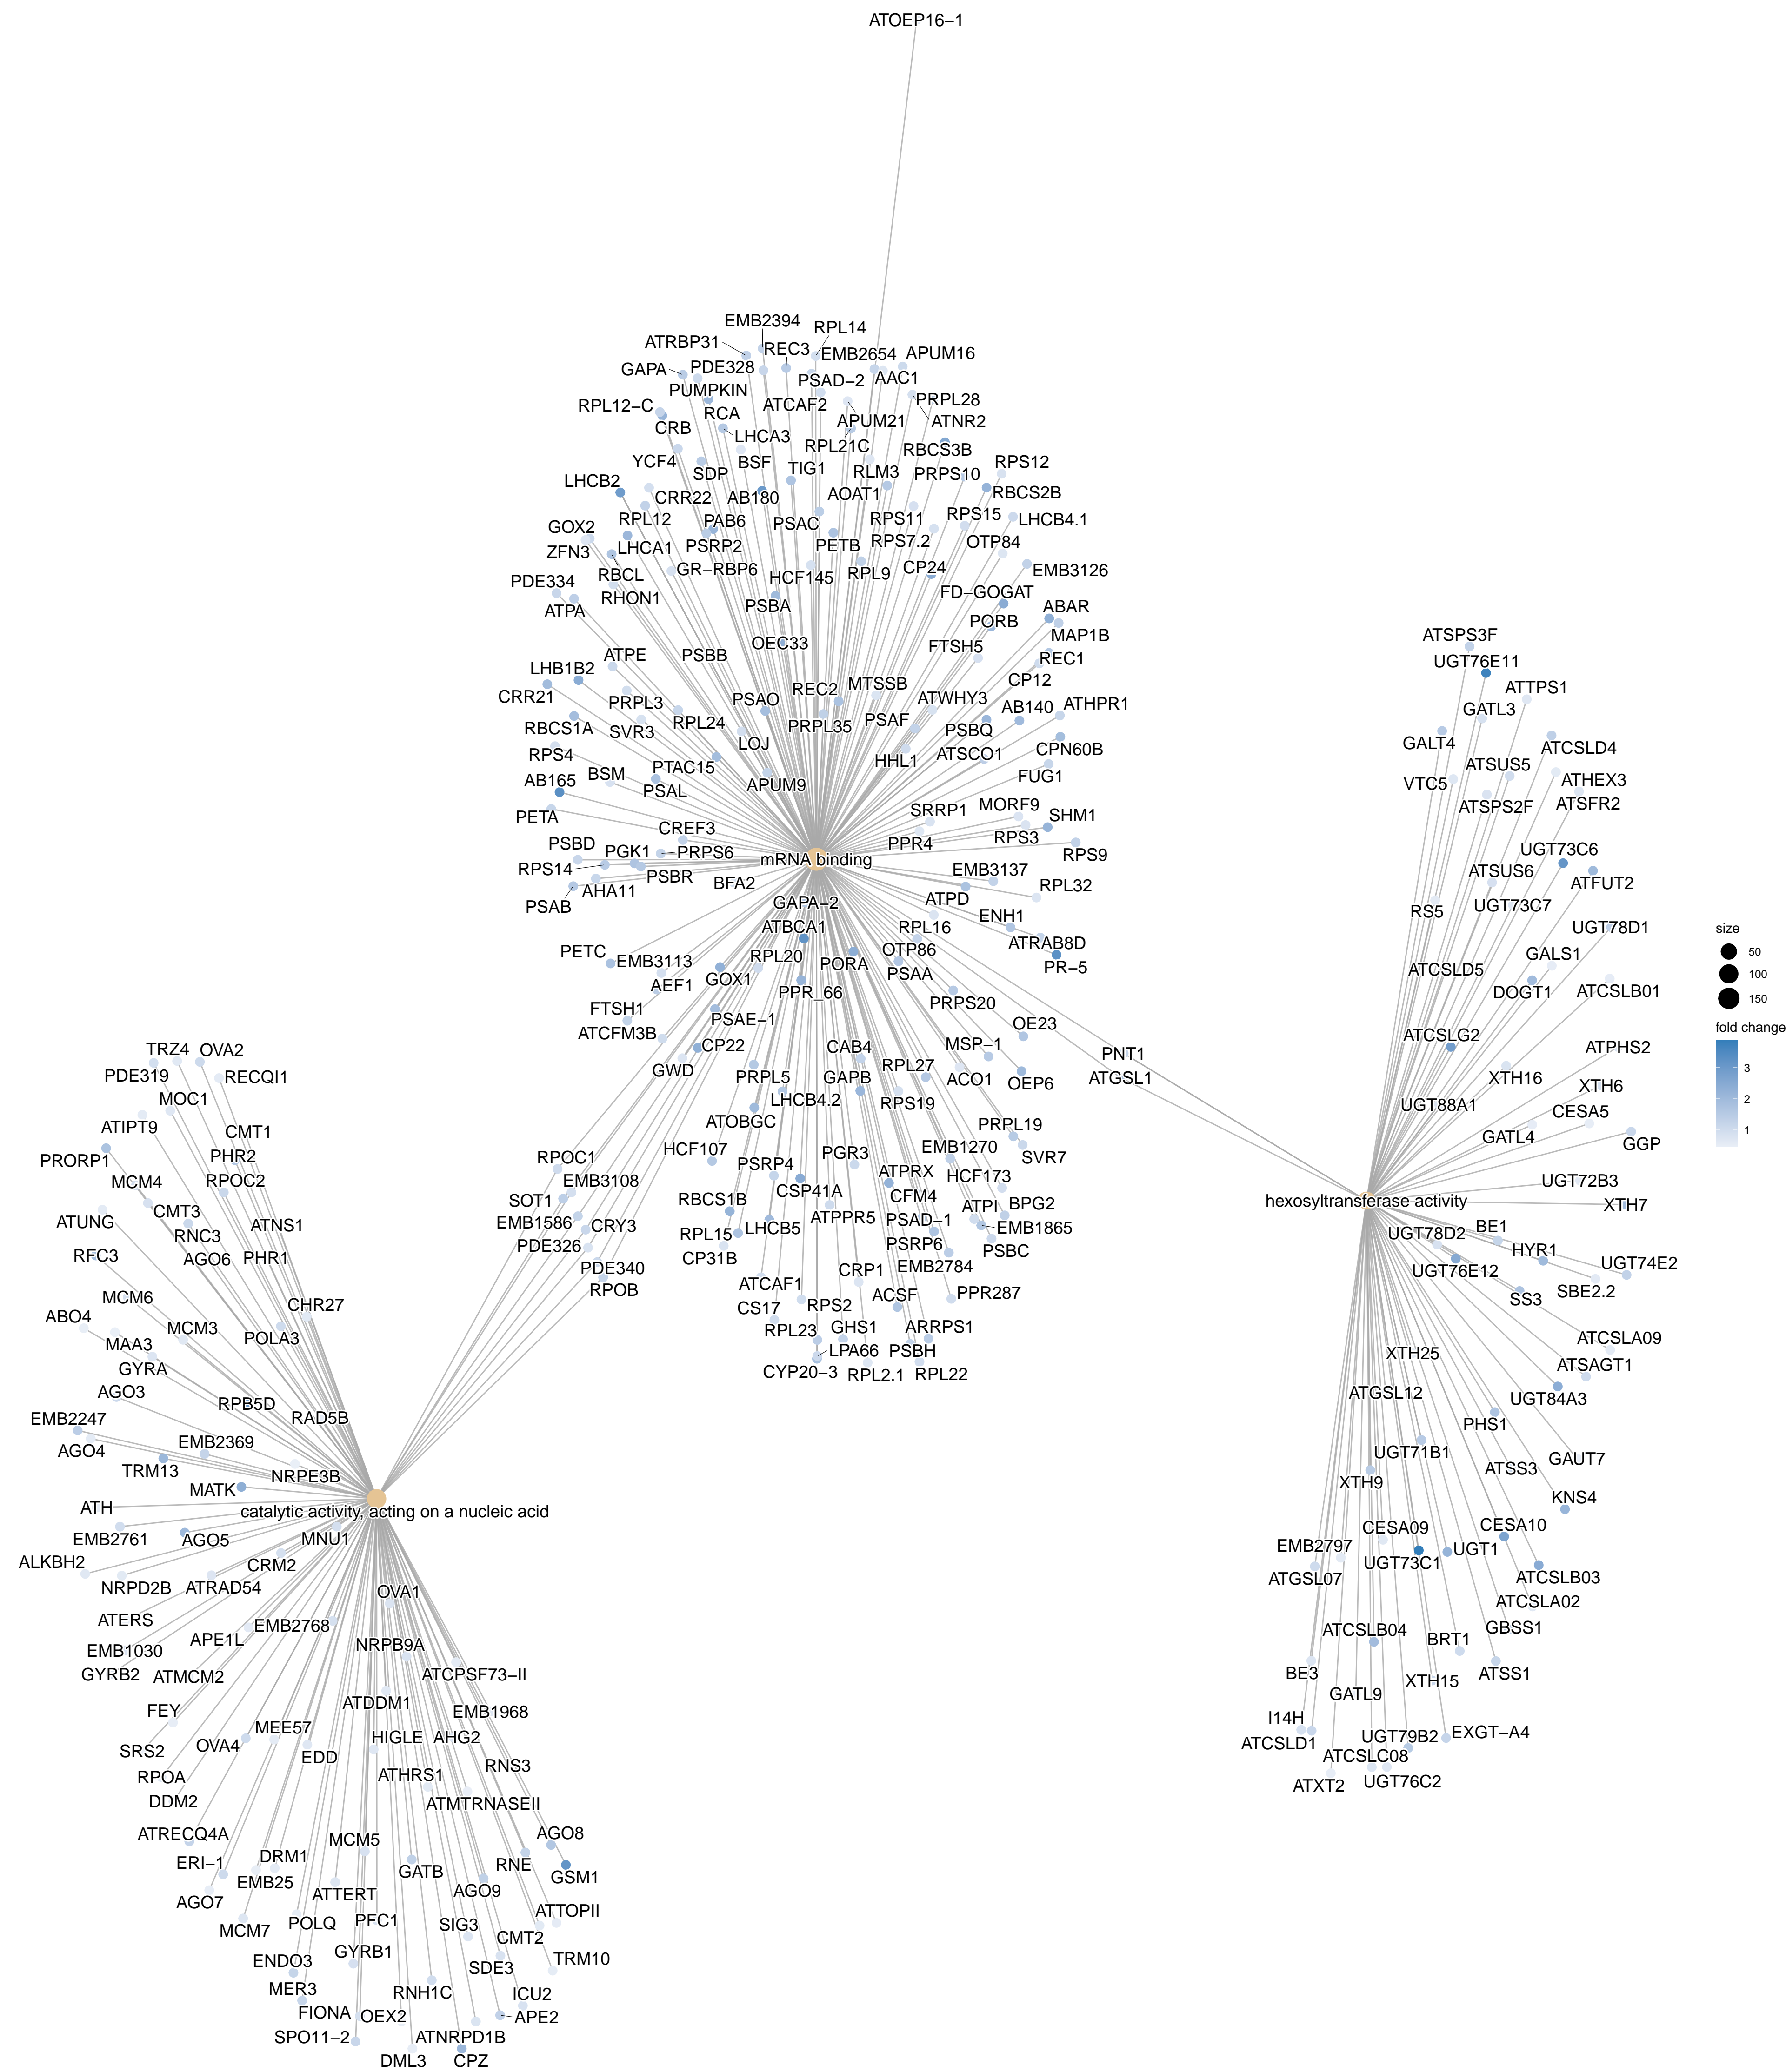 ATOEP16−1
EMB2394
RPL14
ATRBP31
REC3
EMB2654
APUM16
GAPA
PDE328
PSAD−2
AAC1
PUMPKIN
RPL12−C
RCA
ATCAF2
PRPL28
CRB
LHCA3
APUM21
ATNR2
RPL21C
RBCS3B
YCF4
SDP
BSF
TIG1
RLM3
PRPS10
RPS12
LHCB2
CRR22
AB180
AOAT1
RBCS2B
GOX2
RPL12
PAB6
PSAC
RPS11
RPS15
LHCB4.1
ZFN3
LHCA1
PSRP2
PETB
RPS7.2
OTP84
PDE334
RBCL
GR−RBP6
HCF145
RPL9
CP24
EMB3126
ATPA
RHON1
PSBA
FD−GOGAT
ABAR
PORB
MAP1B
OEC33
FTSH5
REC1
ATPE
PSBB
LHB1B2
CP12
CRR21
PRPL3
PSAO
REC2
MTSSB
ATWHY3
AB140
ATHPR1
RBCS1A
SVR3
RPL24
PRPL35
PSAF
PSBQ
RPS4
LOJ
HHL1
ATSCO1
CPN60B
AB165
BSM
PTAC15
APUM9
FUG1
PSAL
PETA
CREF3
SRRP1
MORF9
SHM1
PSBD
PGK1
PRPS6
mRNA binding
PPR4
RPS3
RPS9
RPS14
AHA11
PSBR
BFA2
EMB3137
RPL32
PSAB
GAPA−2
ATPD
ENH1
ATBCA1
RPL16
ATRAB8D
PETC
EMB3113
RPL20
PORA
OTP86
PR−5
AEF1
GOX1
PPR_66
PSAA
FTSH1
PSAE−1
PRPS20
ATCFM3B
CP22
OE23
GWD
CAB4
MSP−1
PRPL5
GAPB
RPL27
ACO1
OEP6
PNT1
ATGSL1
LHCB4.2
RPS19
ATOBGC
PRPL19
HCF107
PSRP4
PGR3
EMB1270
SVR7
CSP41A
ATPRX
HCF173
RBCS1B
CFM4
BPG2
ATPPR5
PSAD−1
ATPI
EMB1865
RPL15
LHCB5
PSRP6
PSBC
CP31B
EMB2784
ATCAF1
CRP1
PPR287
CS17
RPS2
ACSF
RPL23
GHS1
ARRPS1
LPA66
PSBH
CYP20−3
RPL2.1
RPL22
RPOC1
EMB3108
SOT1
EMB1586
CRY3
PDE326
PDE340
RPOB
TRZ4
OVA2
PDE319
RECQI1
MOC1
ATIPT9
CMT1
PRORP1
PHR2
MCM4
RPOC2
ATUNG
CMT3
ATNS1
RNC3
RFC3
AGO6
PHR1
MCM6
CHR27
ABO4
MCM3
MAA3
POLA3
GYRA
AGO3
RPB5D
RAD5B
EMB2247
EMB2369
AGO4
TRM13
NRPE3B
MATK
ATH
catalytic activity, acting on a nucleic acid
EMB2761
AGO5
MNU1
ALKBH2
CRM2
NRPD2B
ATRAD54
OVA1
ATERS
EMB2768
APE1L
NRPB9A
EMB1030
GYRB2
ATMCM2
ATCPSF73−II
FEY
ATDDM1
EMB1968
MEE57
SRS2
OVA4
HIGLE
AHG2
EDD
RNS3
RPOA
ATHRS1
DDM2
ATMTRNASEII
ATRECQ4A
MCM5
AGO8
ERI−1
DRM1
GATB
RNE
GSM1
EMB25
ATTERT
AGO9
AGO7
ATTOPII
POLQ
PFC1
SIG3
MCM7
CMT2
GYRB1
TRM10
ENDO3
SDE3
MER3
RNH1C
ICU2
FIONA
OEX2
APE2
SPO11−2
ATNRPD1B
DML3
CPZ
ATSPS3F
UGT76E11
ATTPS1
GATL3
GALT4
ATCSLD4
ATSUS5
VTC5
ATHEX3
ATSPS2F
ATSFR2
UGT73C6
ATSUS6
ATFUT2
RS5
UGT73C7
UGT78D1
GALS1
ATCSLD5
DOGT1
ATCSLB01
ATCSLG2
ATPHS2
XTH16
XTH6
UGT88A1
CESA5
GATL4
GGP
UGT72B3
hexosyltransferase activity
XTH7
UGT78D2
BE1
HYR1
UGT74E2
UGT76E12
SS3
SBE2.2
ATCSLA09
XTH25
ATSAGT1
ATGSL12
UGT84A3
PHS1
UGT71B1
GAUT7
ATSS3
XTH9
KNS4
CESA09
CESA10
EMB2797
UGT1
UGT73C1
ATGSL07
ATCSLB03
ATCSLA02
ATCSLB04
GBSS1
BRT1
BE3
ATSS1
XTH15
GATL9
I14H
UGT79B2
EXGT−A4
ATCSLD1
ATCSLC08
ATXT2
UGT76C2
size
50
100
150
fold change
3
2
1